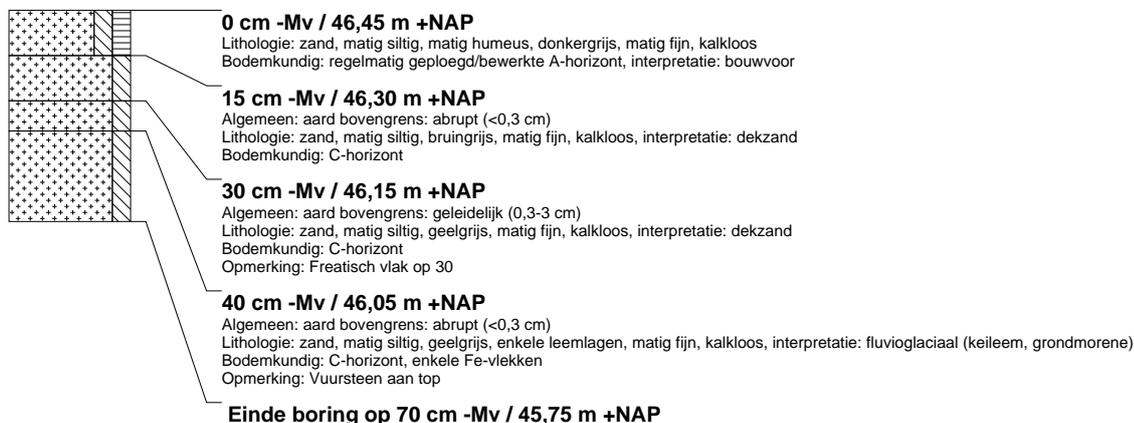 0 cm -Mv / 46,45 m +NAP
Lithologie: zand, matig siltig, matig humeus, donkergrijs, matig fijn, kalkloos
Bodemkundig: regelmatig geploegd/bewerkte A-horizont, interpretatie: bouwvoor
15 cm -Mv / 46,30 m +NAP
Algemeen: aard bovengrens: abrupt (<0,3 cm)
Lithologie: zand, matig siltig, bruingrijs, matig fijn, kalkloos, interpretatie: dekzand
Bodemkundig: C-horizont
30 cm -Mv / 46,15 m +NAP
Algemeen: aard bovengrens: geleidelijk (0,3-3 cm)
Lithologie: zand, matig siltig, geelgrijs, matig fijn, kalkloos, interpretatie: dekzand
Bodemkundig: C-horizont
Opmerking: Freatisch vlak op 30
40 cm -Mv / 46,05 m +NAP
Algemeen: aard bovengrens: abrupt (<0,3 cm)
Lithologie: zand, matig siltig, geelgrijs, enkele leemlagen, matig fijn, kalkloos, interpretatie: fluvioglaciaal (keileem, grondmorene)
Bodemkundig: C-horizont, enkele Fe-vlekken
Opmerking: Vuursteen aan top
Einde boring op 70 cm -Mv / 45,75 m +NAP